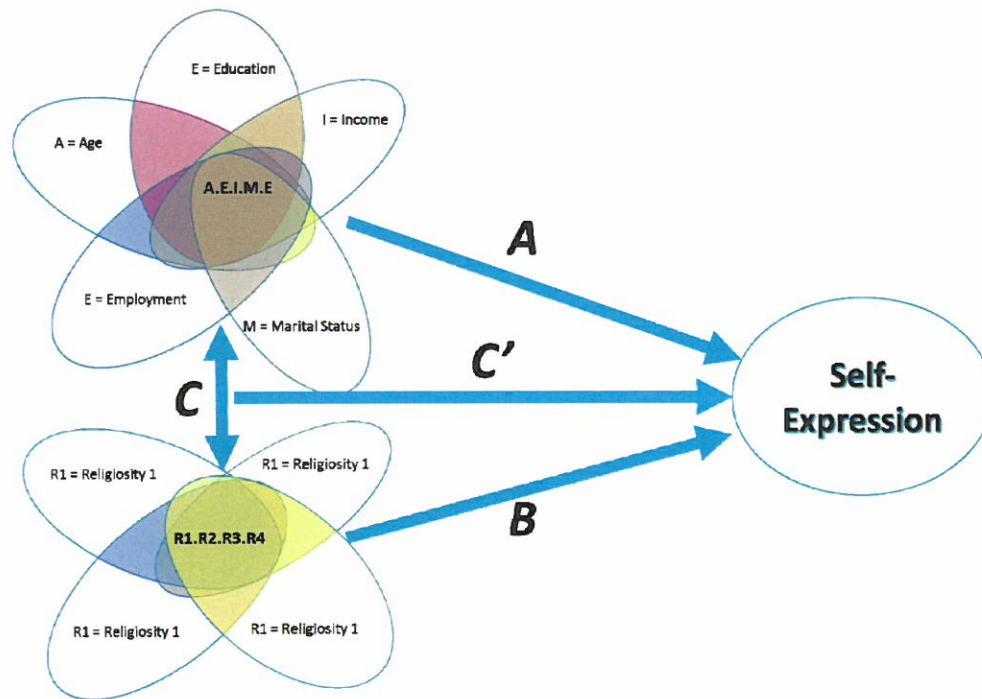 E = Education
I = Income
A = Age
A.E.I.M.E
A
E = Employment
M = Marital Status
C'
C
Self-
Expression
R1 = Religiosity 1
R1 = Religiosity 1
R1.R2.R3.R4
B
R1 = Religiosity 1
R1 = Religiosity 1